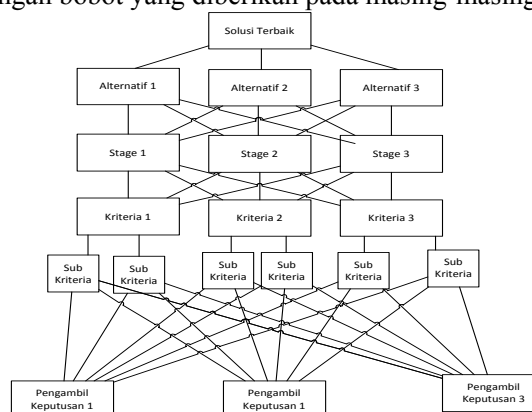 ngan bobot yang diberikan pada masing-masing
Solusi Terbaik
Alternatif 1
Alternatif 2
Alternatif 3
Stage 1
Stage 2
Stage 3
Kriteria 1
Kriteria 2
Kriteria 3
Sub
Kriteria
Sub
Kriteria
Sub
Kriteria
Sub
Kriteria
Sub
Kriteria
Sub
Kriteria
Pengambil
Keputusan 1
Pengambil
Keputusan 1
Pengambil
Keputusan 3